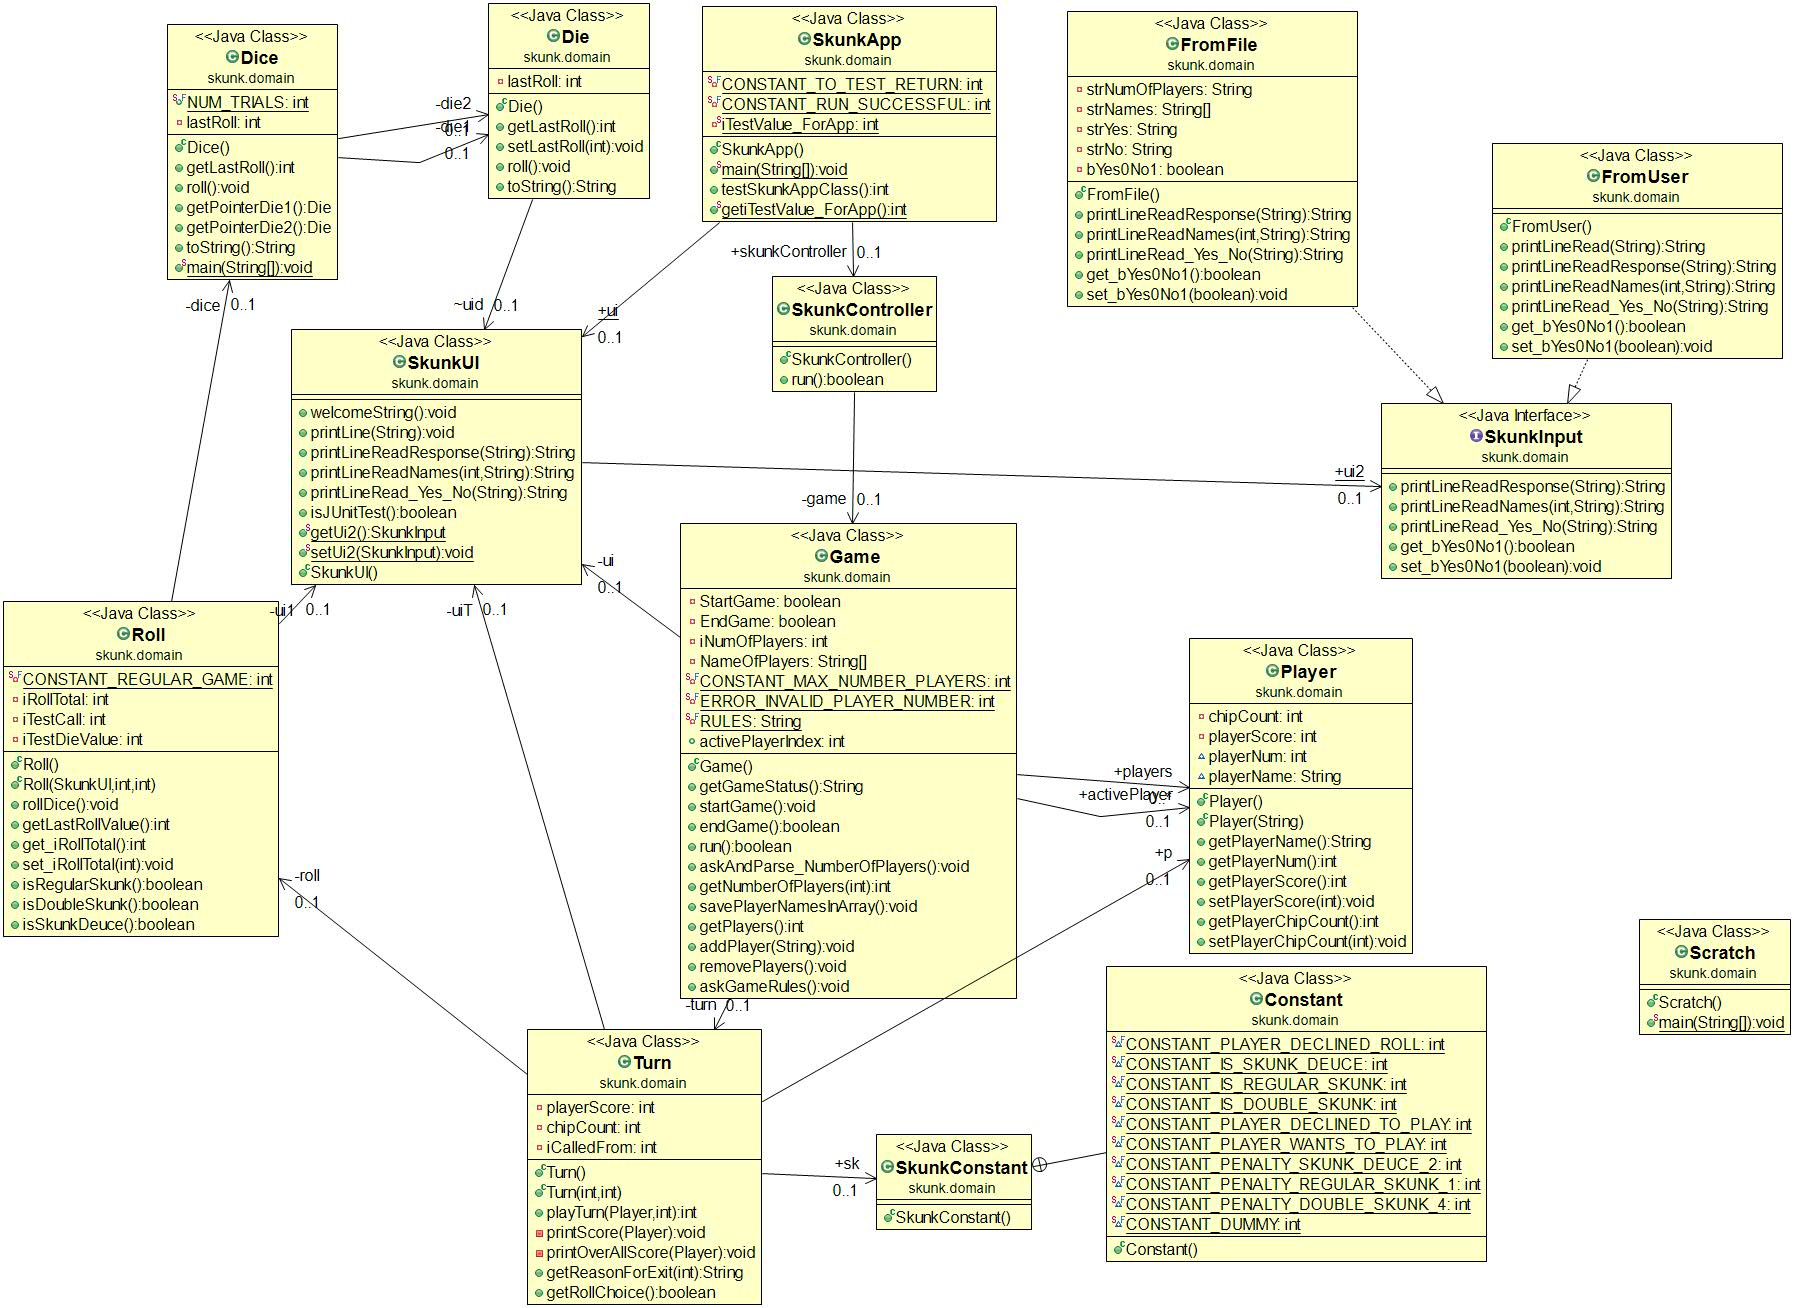 <<Java Class>>
Dice
skunk.domain
NUM_TRIALS: int
lastRoll: int
Dice()
getLastRoll():int
roll():void
getPointerDie1():Die
getPointerDie2():Die
toString():String
main(String[]):void
<<Java Class>>
Die
skunk.domain
lastRoll: int
Die()
getLastRoll():int
setLastRoll(int):void
roll():void
toString():String
-die2
0..1
-die1
0..1
<<Java Class>>
SkunkApp
skunk.domain
CONSTANT_TO_TEST_RETURN: int
CONSTANT_RUN_SUCCESSFUL: int
iTestValue_ForApp: int
SkunkApp()
main(String[]):void
testSkunkAppClass():int
getiTestValue_ForApp():int
<<Java Class>>
FromFile
skunk.domain
strNumOfPlayers: String
strNames: String[]
strYes: String
strNo: String
bYes0No1: boolean
FromFile()
printLineReadResponse(String):String
printLineReadNames(int,String):String
printLineRead_Yes_No(String):String
get_bYes0No1():boolean
set_bYes0No1(boolean):void
<<Java Class>>
FromUser
skunk.domain
FromUser()
printLineRead(String):String
printLineReadResponse(String):String
printLineReadNames(int,String):String
printLineRead_Yes_No(String):String
get_bYes0No1():boolean
set_bYes0No1(boolean):void
-dice 0..1
~uid 0..1
+ui
0..1
+skunkController 0..1
<<Java Class>>
SkunkController
skunk.domain
SkunkController()
run():boolean
<<Java Class>>
SkunkUI
skunk.domain
welcomeString():void
printLine(String):void
printLineReadResponse(String):String
printLineReadNames(int,String):String
printLineRead_Yes_No(String):String
isJUnitTest():boolean
getUi2():SkunkInput
setUi2(SkunkInput):void
SkunkUI()
<<Java Interface>>
SkunkInput
skunk.domain
printLineReadResponse(String):String
printLineReadNames(int,String):String
printLineRead_Yes_No(String):String
get_bYes0No1():boolean
set_bYes0No1(boolean):void
+ui2
0..1
-game 0..1
-ui
0..1
-ui1 0..1
-uiT 0..1
<<Java Class>>
Game
skunk.domain
StartGame: boolean
EndGame: boolean
iNumOfPlayers: int
NameOfPlayers: String[]
CONSTANT_MAX_NUMBER_PLAYERS: int
ERROR_INVALID_PLAYER_NUMBER: int
RULES: String
activePlayerIndex: int
Game()
getGameStatus():String
startGame():void
endGame():boolean
run():boolean
askAndParse_NumberOfPlayers():void
getNumberOfPlayers(int):int
savePlayerNamesInArray():void
getPlayers():int
addPlayer(String):void
removePlayers():void
askGameRules():void
<<Java Class>>
Roll
skunk.domain
CONSTANT_REGULAR_GAME: int
iRollTotal: int
iTestCall: int
iTestDieValue: int
Roll()
Roll(SkunkUI,int,int)
rollDice():void
getLastRollValue():int
get_iRollTotal():int
set_iRollTotal(int):void
isRegularSkunk():boolean
isDoubleSkunk():boolean
isSkunkDeuce():boolean
-roll
0..1
<<Java Class>>
Player
skunk.domain
chipCount: int
playerScore: int
playerNum: int
playerName: String
Player()
Player(String)
getPlayerName():String
getPlayerNum():int
getPlayerScore():int
setPlayerScore(int):void
getPlayerChipCount():int
setPlayerChipCount(int):void
+players
0..*
+activePlayer
0..1
+p
0..1
-turn 0..1
<<Java Class>>
Turn
skunk.domain
playerScore: int
chipCount: int
iCalledFrom: int
Turn()
Turn(int,int)
playTurn(Player,int):int
printScore(Player):void
printOverAllScore(Player):void
getReasonForExit(int):String
getRollChoice():boolean
+sk
0..1
<<Java Class>>
SkunkConstant
skunk.domain
SkunkConstant()
<<Java Class>>
Constant
skunk.domain
CONSTANT_PLAYER_DECLINED_ROLL: int
CONSTANT_IS_SKUNK_DEUCE: int
CONSTANT_IS_REGULAR_SKUNK: int
CONSTANT_IS_DOUBLE_SKUNK: int
CONSTANT_PLAYER_DECLINED_TO_PLAY: int
CONSTANT_PLAYER_WANTS_TO_PLAY: int
CONSTANT_PENALTY_SKUNK_DEUCE_2: int
CONSTANT_PENALTY_REGULAR_SKUNK_1: int
CONSTANT_PENALTY_DOUBLE_SKUNK_4: int
CONSTANT_DUMMY: int
Constant()
<<Java Class>>
Scratch
skunk.domain
Scratch()
main(String[]):void